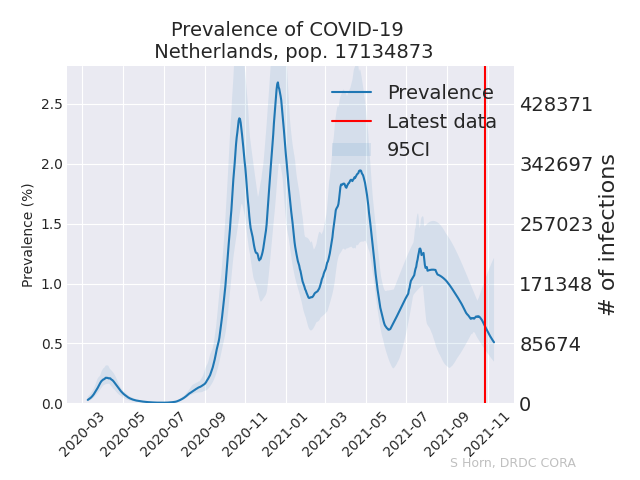 Prevalence of COVID-19
Netherlands, pop. 17134873
Prevalence (%)
2.5
2.0
1.5
1.0
0.5
0.0
Prevalence
Latest data
95CI
428371
342697
257023
171348
85674
0
# of infections
2020-03
2020-05
2020-07
2020-09
2020-11
2021-01
2021-03
2021-05
2021-07
2021-09
2021-11
S Horn, DRDC CORA